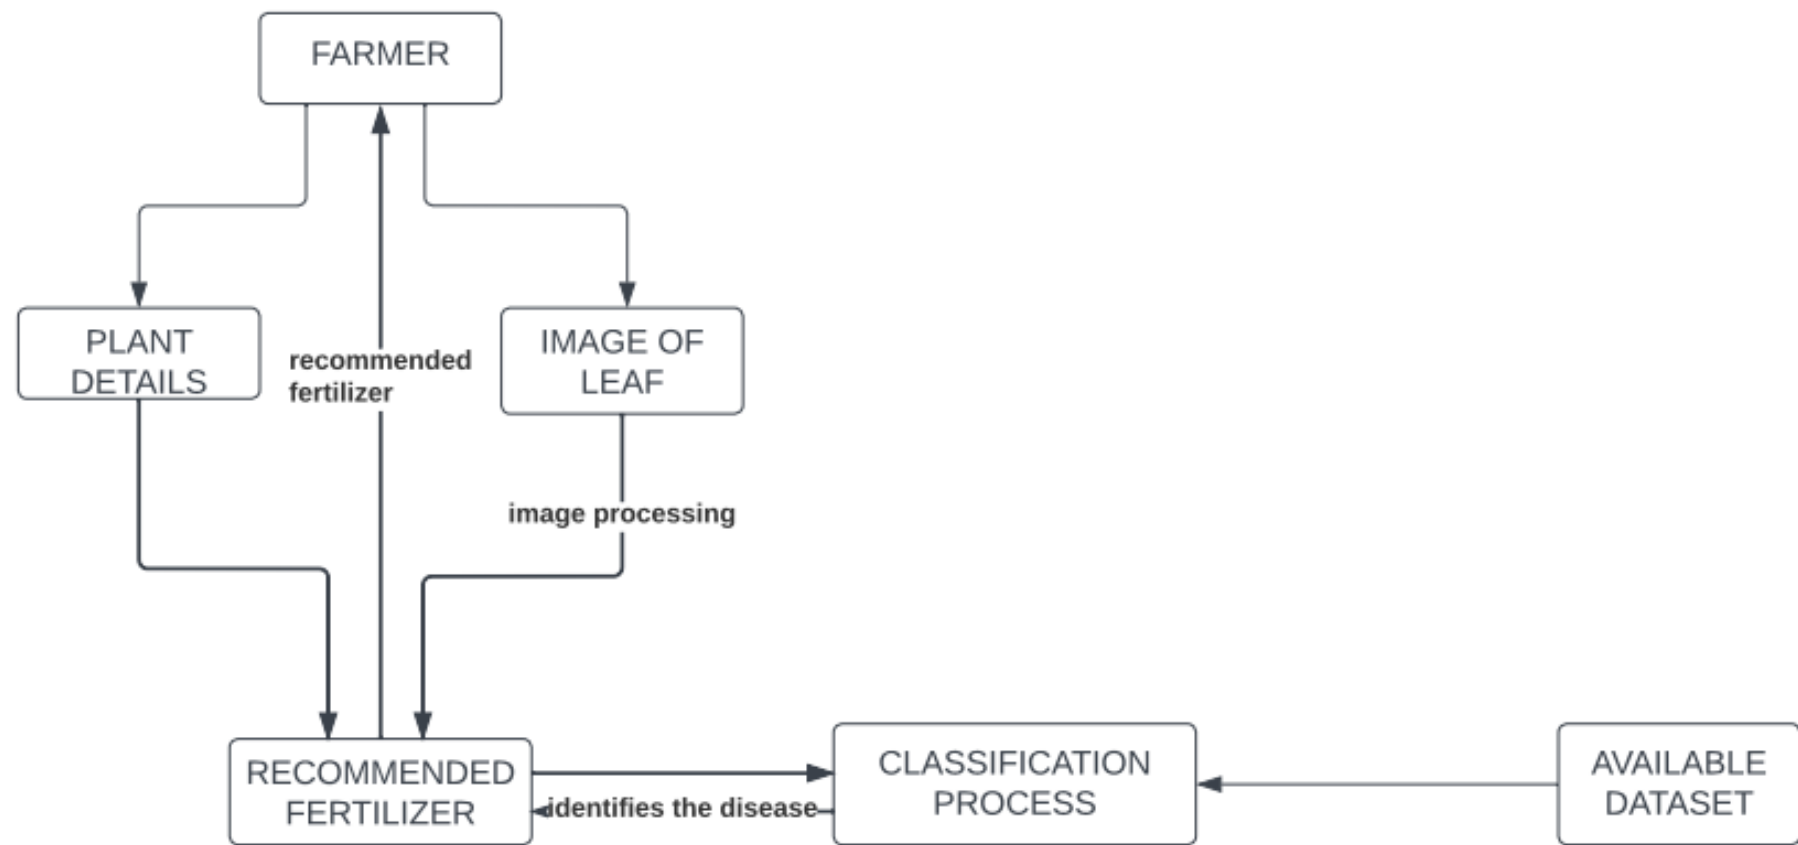 FARMER
PLANT
DETAILS
recommended
fertilizer
IMAGE OF
LEAF
image processing
RECOMMENDED
FERTILIZER
identifies the disease
CLASSIFICATION
PROCESS
AVAILABLE
DATASET